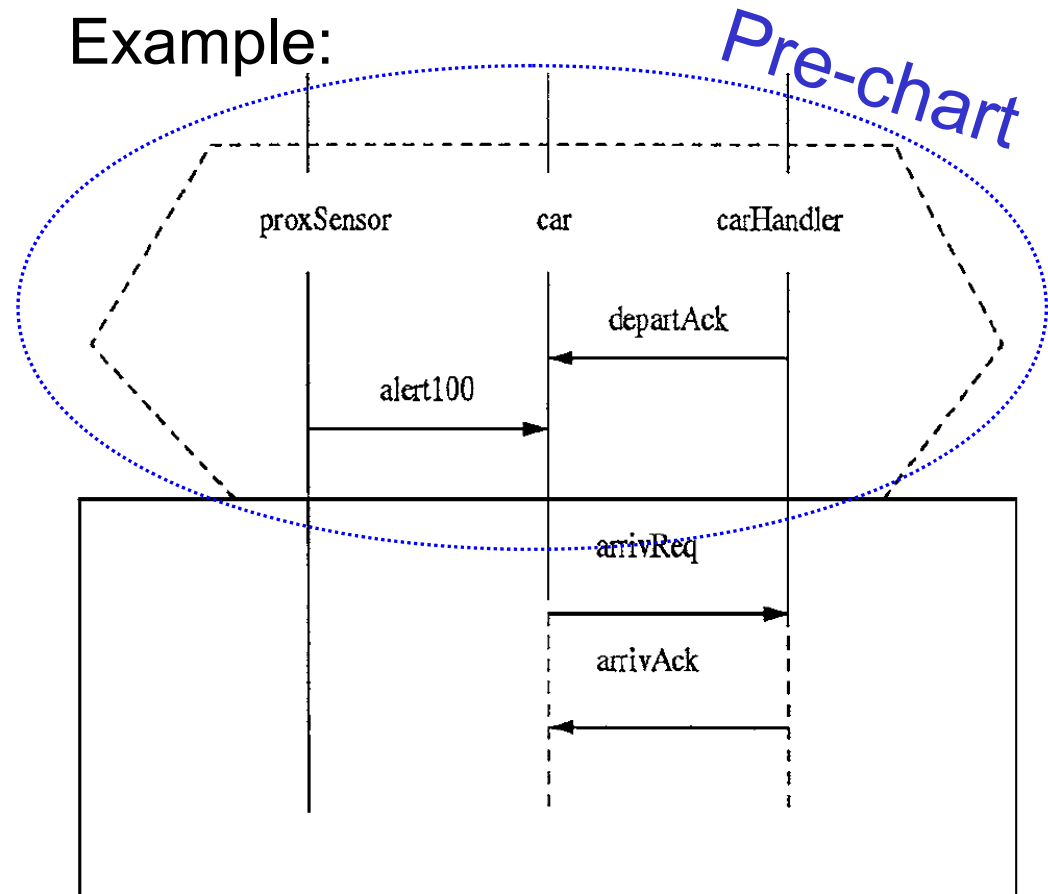 Example:
Pre-chart
proxSensor car carHandler
departAck
alert100
arrivReq
arrivAck